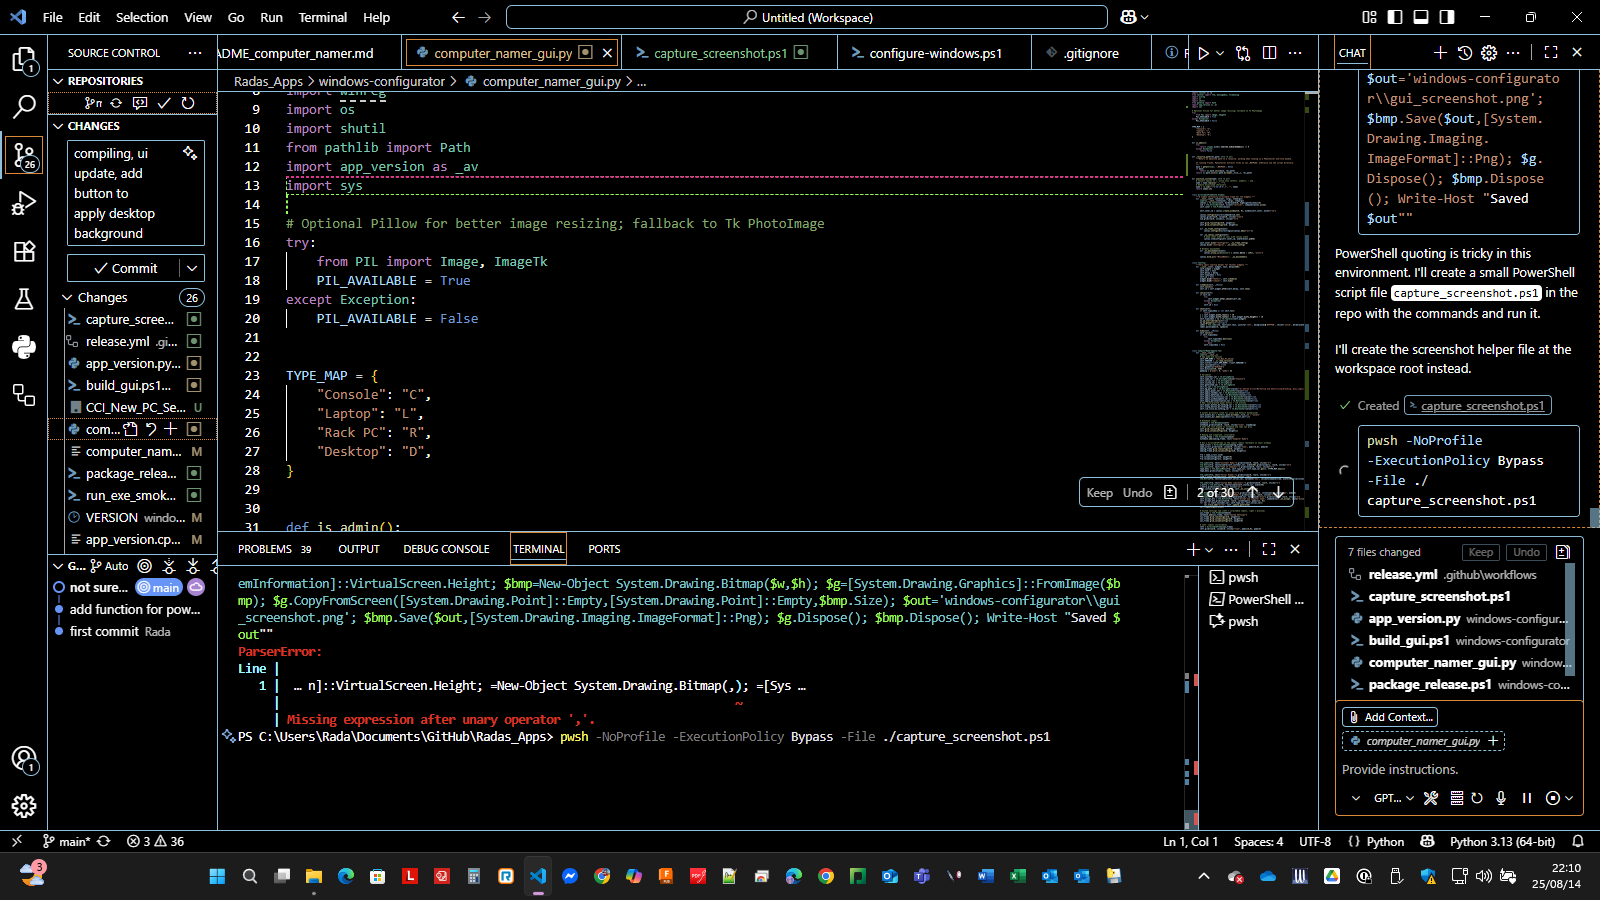 File Edit Selection View Go Run Terminal Help
Untitled (Workspace)
SOURCE CONTROL
DME_computer_namer.md
computer_namer_gui.py
capture_screenshot.ps1
configure-windows.ps1
.gitignore
CHAT
REPOSITORIES
Radas_Apps > windows-configurator > computer_namer_gui.py > ...
CHANGES
compiling, ui
update, add
button to
apply desktop
background
Commit
Changes 26
capture_scree...
release.yml .gi...
app_version.py...
build_gui.ps1...
CCI_New_PC_Se... U
com...
computer_nam... M
package_relea...
run_exe_smok...
VERSION windo... M
app_version.cp... M
G... Auto
not sure... main
add function for pow...
first commit Rada
8 import winreg
9 import os
10 import shutil
11 from pathlib import Path
12 import app_version as _av
13 import sys
14
15 # Optional Pillow for better image resizing; fallback to Tk PhotoImage
16 try:
17 from PIL import Image, ImageTk
18 PIL_AVAILABLE = True
19 except Exception:
20 PIL_AVAILABLE = False
21
22
23 TYPE_MAP = {
24 "Console": "C",
25 "Laptop": "L",
26 "Rack PC": "R",
27 "Desktop": "D",
28 }
29
30
31 def is_admin():
Keep Undo 2 of 30
PROBLEMS 39 OUTPUT DEBUG CONSOLE TERMINAL PORTS
emInformation]::VirtualScreen.Height; $bmp=New-Object System.Drawing.Bitmap($w,$h); $g=[System.Drawing.Graphics]::FromImage($b
mp); $g.CopyFromScreen([System.Drawing.Point]::Empty,[System.Drawing.Point]::Empty,$bmp.Size); $out='windows-configurator\\gui
_screenshot.png'; $bmp.Save($out,[System.Drawing.Imaging.ImageFormat]::Png); $g.Dispose(); $bmp.Dispose(); Write-Host "Saved $
out""
ParserError:
Line |
1 | … n]::VirtualScreen.Height; =New-Object System.Drawing.Bitmap(,); =[Sys …
| ~
| Missing expression after unary operator ','.
PS C:\Users\Rada\Documents\GitHub\Radas_Apps> pwsh -NoProfile -ExecutionPolicy Bypass -File ./capture_screenshot.ps1
pwsh
PowerShell ...
pwsh
$out='windows-configurato
r\\gui_screenshot.png';
$bmp.Save($out,[System.
Drawing.Imaging.
ImageFormat]::Png); $g.
Dispose(); $bmp.Dispose
(); Write-Host "Saved
$out""
PowerShell quoting is tricky in this
environment. I'll create a small PowerShell
script file capture_screenshot.ps1 in the
repo with the commands and run it.
I'll create the screenshot helper file at the
workspace root instead.
Created capture_screenshot.ps1
pwsh -NoProfile
-ExecutionPolicy Bypass
-File ./
capture_screenshot.ps1
7 files changed Keep Undo
release.yml .github\workflows
capture_screenshot.ps1
app_version.py windows-configur...
build_gui.ps1 windows-configurator
computer_namer_gui.py window...
package_release.ps1 windows-co...
Add Context...
computer_namer_gui.py
Provide instructions.
GPT...
main* 3 36
Ln 1, Col 1 Spaces: 4 UTF-8 Python Python 3.13 (64-bit)
22:10
25/08/14